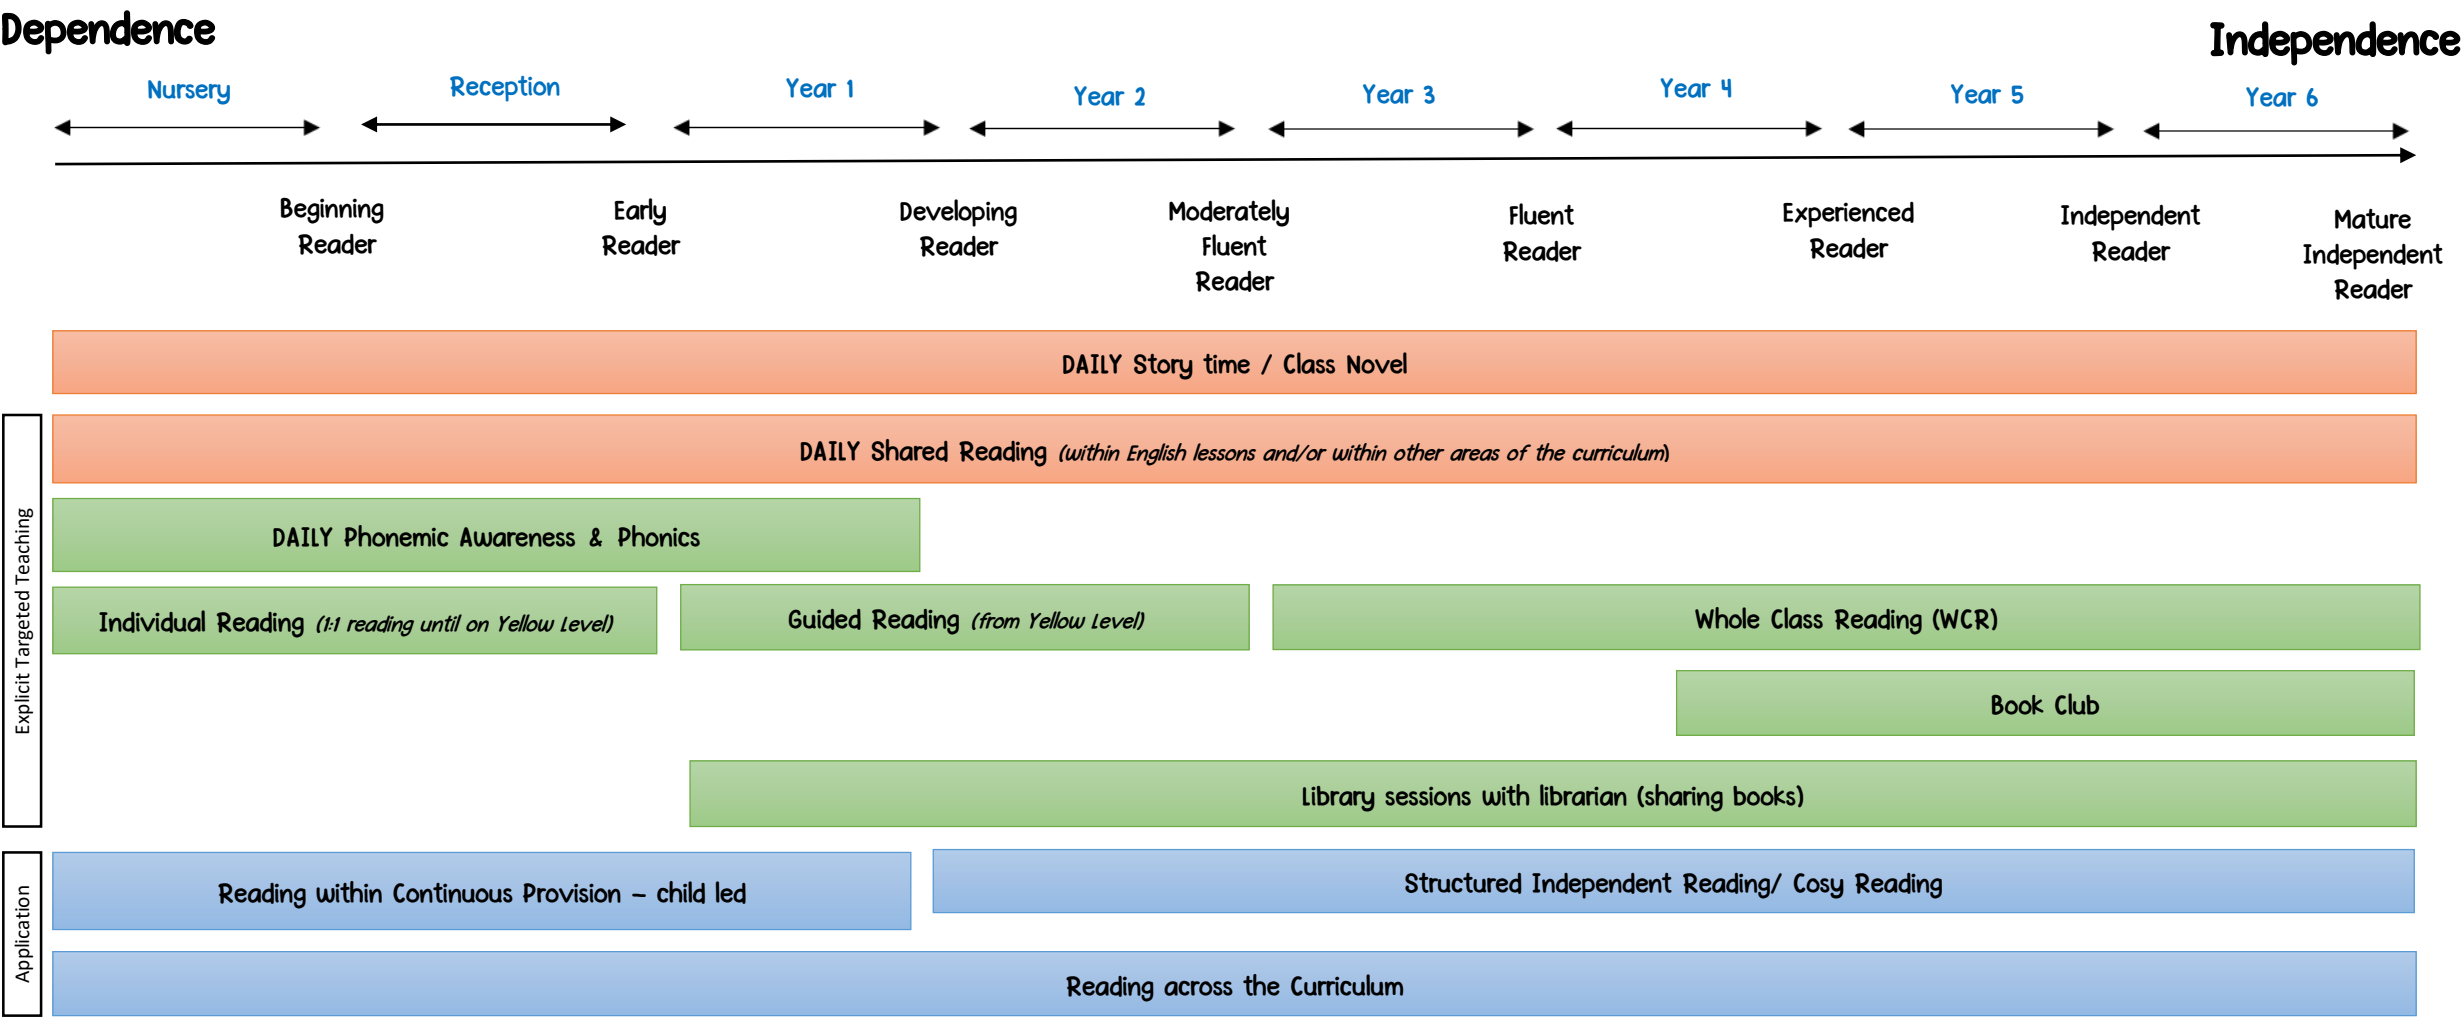 Dependence
Independence
Nursery
Reception
Year 1
Year 2
Year 3
Year 4
Year 5
Year 6
Beginning
Reader
Early
Reader
Developing
Reader
Moderately
Fluent
Reader
Fluent
Reader
Experienced
Reader
Independent
Reader
Mature
Independent
Reader
DAILY Story time / Class Novel
Explicit Targeted Teaching
DAILY Shared Reading (within English lessons and/or within other areas of the curriculum)
DAILY Phonemic Awareness & Phonics
Individual Reading (1:1 reading until on Yellow Level)
Guided Reading (from Yellow Level)
Whole Class Reading (WCR)
Book Club
Library sessions with librarian (sharing books)
Application
Reading within Continuous Provision – child led
Structured Independent Reading/ Cosy Reading
Reading across the Curriculum